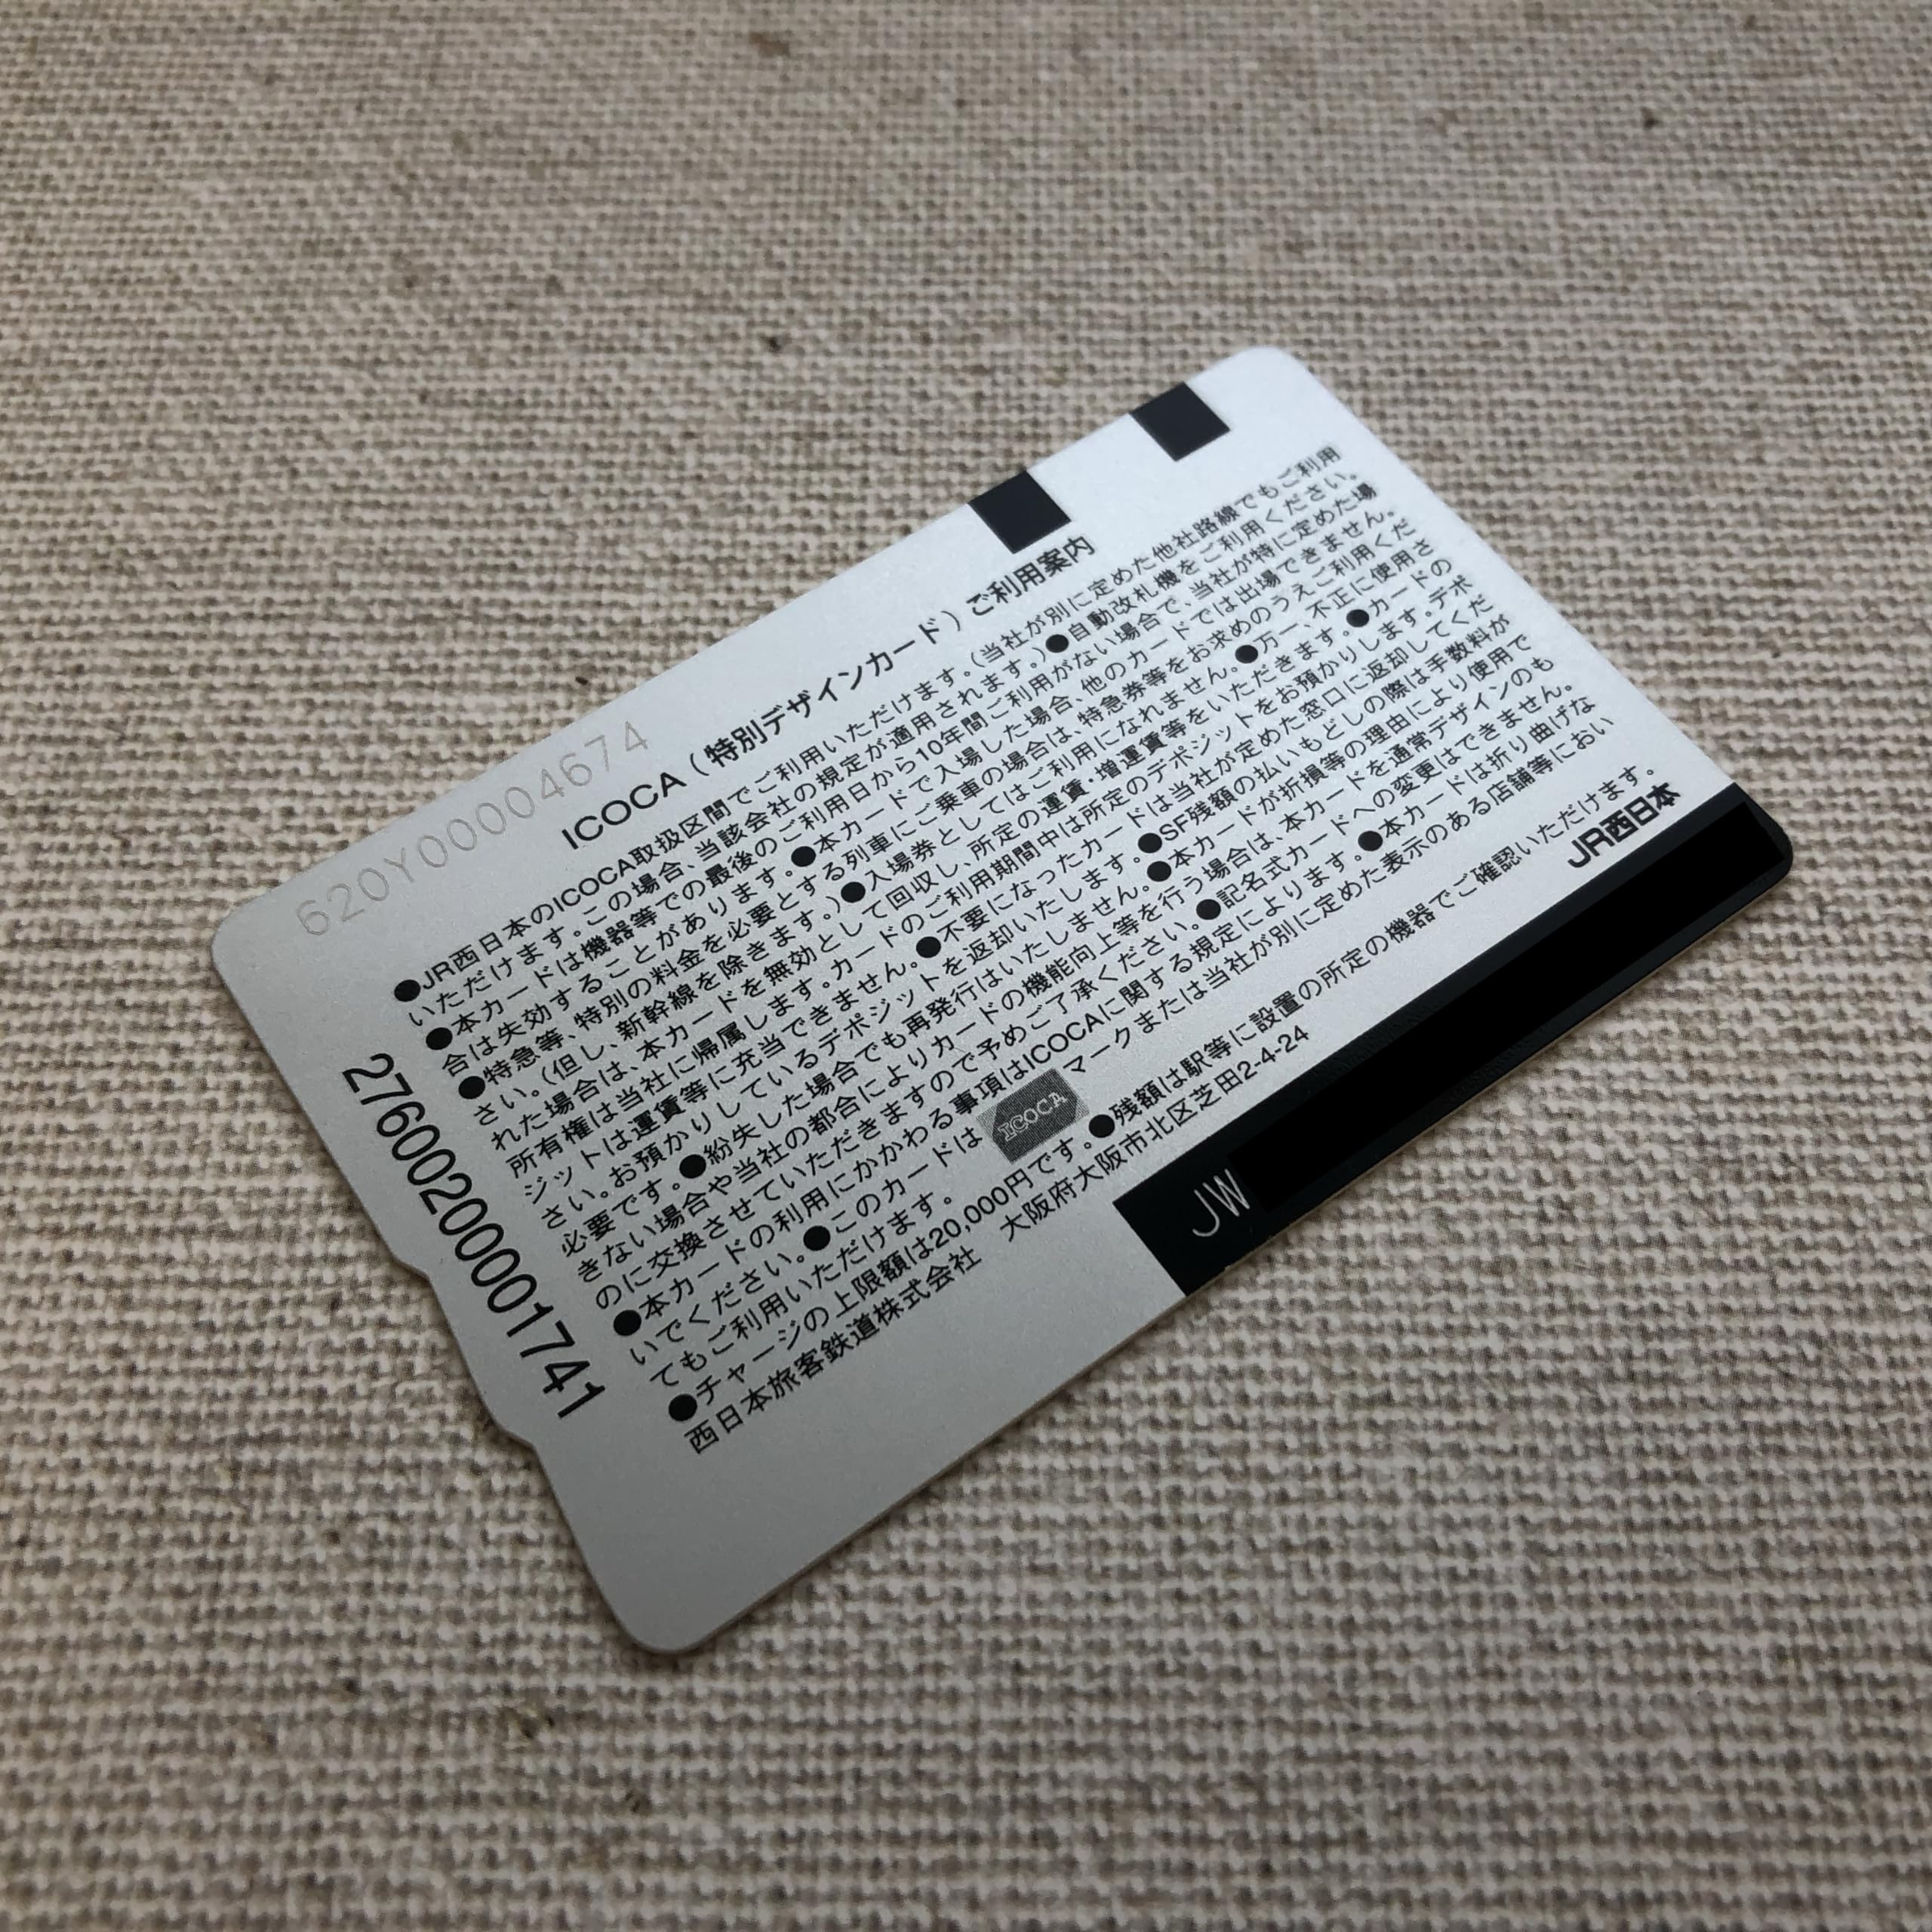 620Y00004674
ICOCA（特別デザインカード）ご利用案内
●JR西日本のICOCA取扱区間でご利用いただけます。（当社が別に定めた他社路線でもご利用
いただけます。この場合、当該会社の規定が適用されます。）●自動改札機をご利用ください。
●本カードは機器等での最後のご利用日から10年間ご利用がない場合で、当社が特に定めた場
合は失効することがあります。●本カードで入場した場合、他のカードでは出場できません。
●特急等、特別の料金を必要とする列車にご乗車の場合は、特急券等をお求めのうえご利用くだ
さい。（但し、新幹線を除きます。）●入場券としてはご利用になれません。●万一、不正に使用さ
れた場合は、本カードを無効として回収し、所定の運賃・増運賃等をいただきます。●カードの
所有権は当社に帰属します。カードのご利用期間中は所定のデポジットをお預かりします。デポ
ジットは運賃等に充当できません。●不要になったカードは当社が定めた窓口に返却してくだ
さい。お預かりしているデポジットを返却いたします。●SF残額の払いもどしの際は手数料が
必要です。●紛失した場合でも再発行はいたしません。●本カードが折損等の理由により使用で
きない場合や当社の都合によりカードの機能向上等を行う場合は、本カードを通常デザインのも
のに交換させていただきますので予めご了承ください。●記名式カードへの変更はできません。
●本カードの利用にかかわる事項はICOCAに関する規定によります。●本カードは折り曲げな
いでください。●このカードは ICOCA マークまたは当社が別に定めた表示のある店舗等におい
てもご利用いただけます。
●チャージの上限額は20,000円です。●残額は駅等に設置の所定の機器でご確認いただけます。
西日本旅客鉄道株式会社 大阪府大阪市北区芝田2-4-24
JR西日本
JW
2760020001741